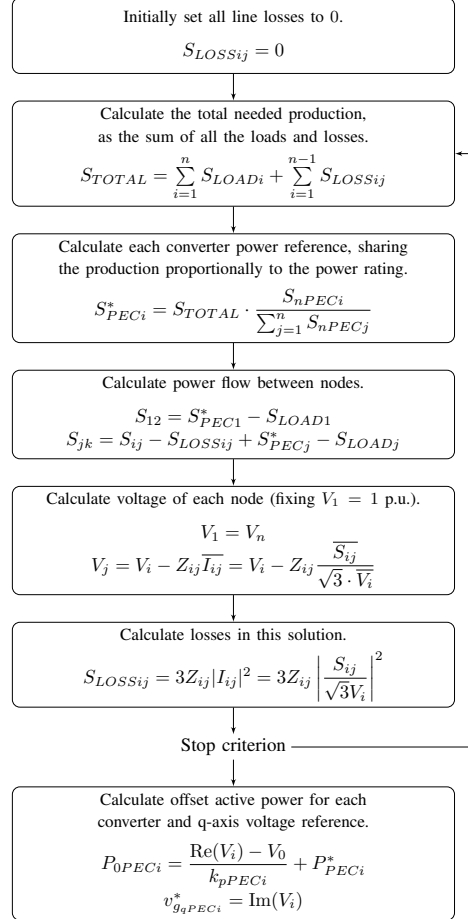 Initially set all line losses to 0.
S_{LOSSij} = 0
Calculate the total needed production,
as the sum of all the loads and losses.
S_{TOTAL} = \sum_{i=1}^{n} S_{LOADi} + \sum_{i=1}^{n-1} S_{LOSSij}
Calculate each converter power reference, sharing
the production proportionally to the power rating.
S^*_{PECi} = S_{TOTAL} \cdot \frac{S_{nPECi}}{\sum_{j=1}^{n} S_{nPECj}}
Calculate power flow between nodes.
S_{12} = S^*_{PEC1} - S_{LOAD1}
S_{jk} = S_{ij} - S_{LOSSij} + S^*_{PECj} - S_{LOADj}
Calculate voltage of each node (fixing V_1 = 1 p.u.).
V_1 = V_n
V_j = V_i - Z_{ij}\overline{I_{ij}} = V_i - Z_{ij}\frac{\overline{S_{ij}}}{\sqrt{3} \cdot \overline{V_i}}
Calculate losses in this solution.
S_{LOSSij} = 3Z_{ij}|I_{ij}|^2 = 3Z_{ij}\left|\frac{S_{ij}}{\sqrt{3}V_i}\right|^2
Stop criterion
Calculate offset active power for each
converter and q-axis voltage reference.
P_{0PECi} = \frac{\mathrm{Re}(V_i) - V_0}{k_{pPECi}} + P^*_{PECi}
v^*_{g_{qPECi}} = \mathrm{Im}(V_i)